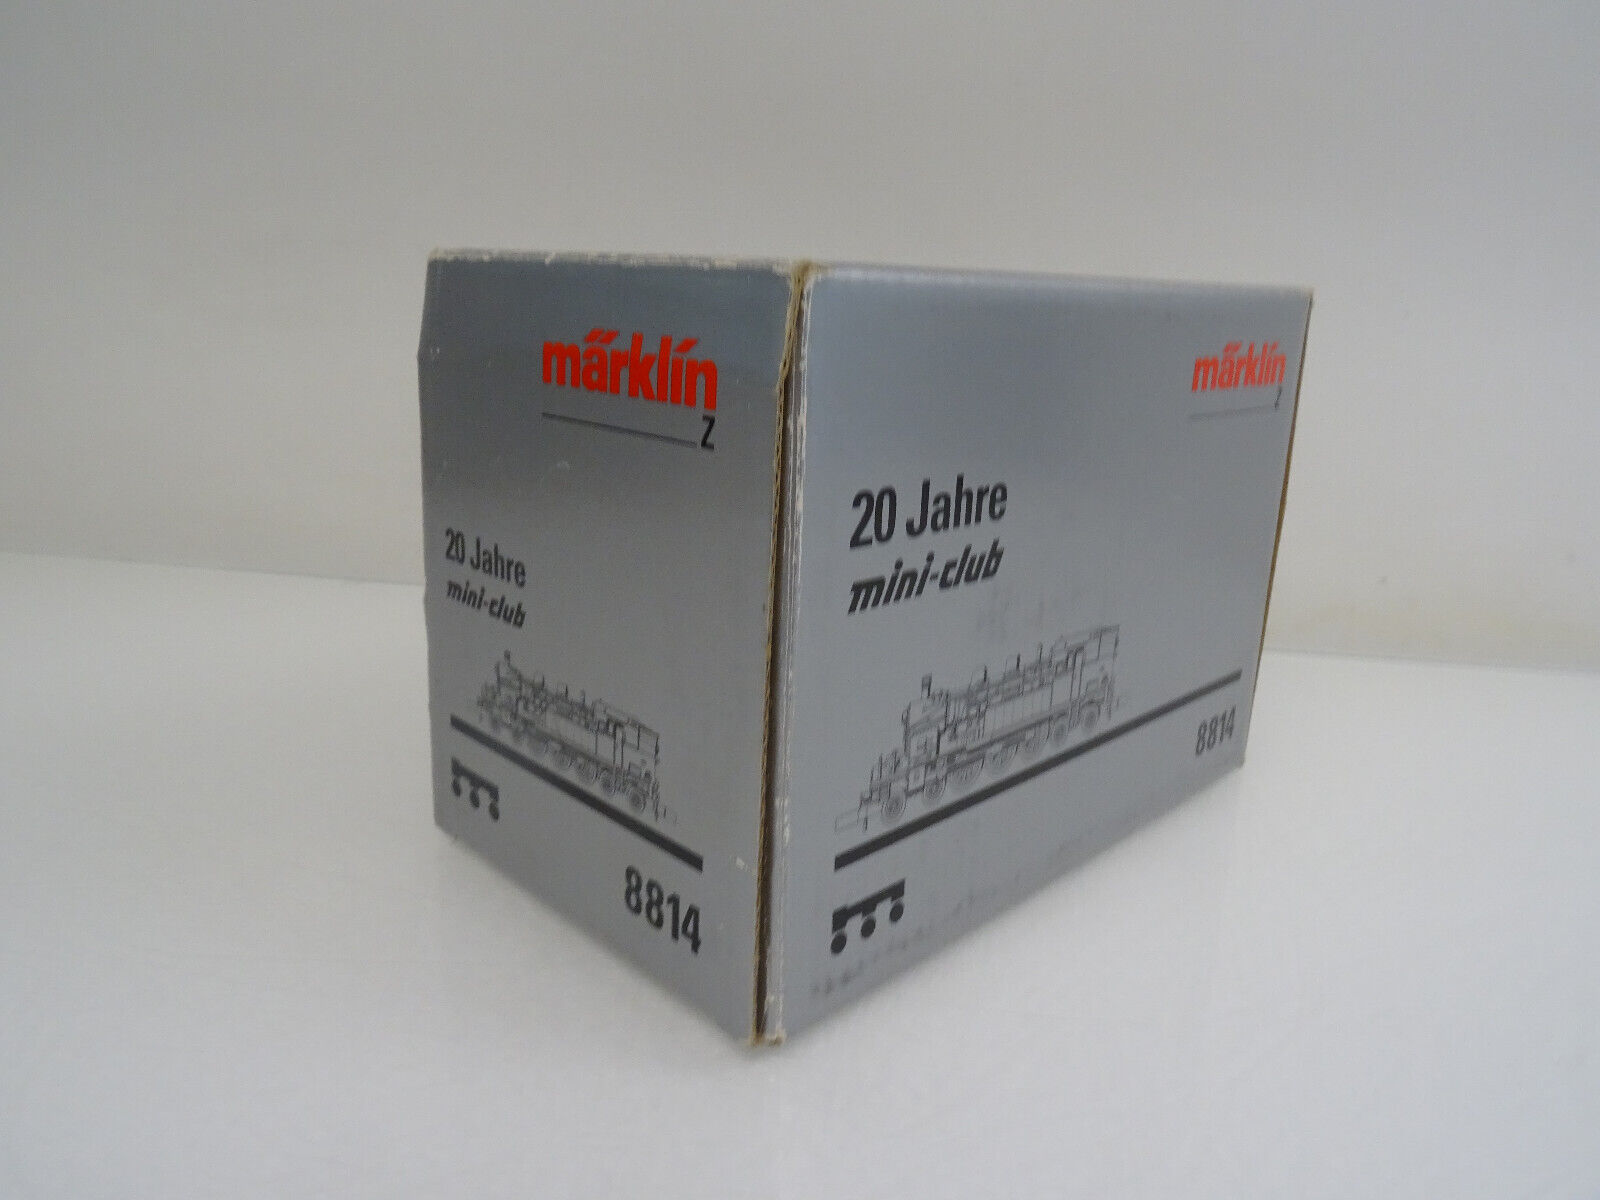 märklin
Z
20 Jahre
mini-club
8814
märklin
Z
20 Jahre
mini-club
8814